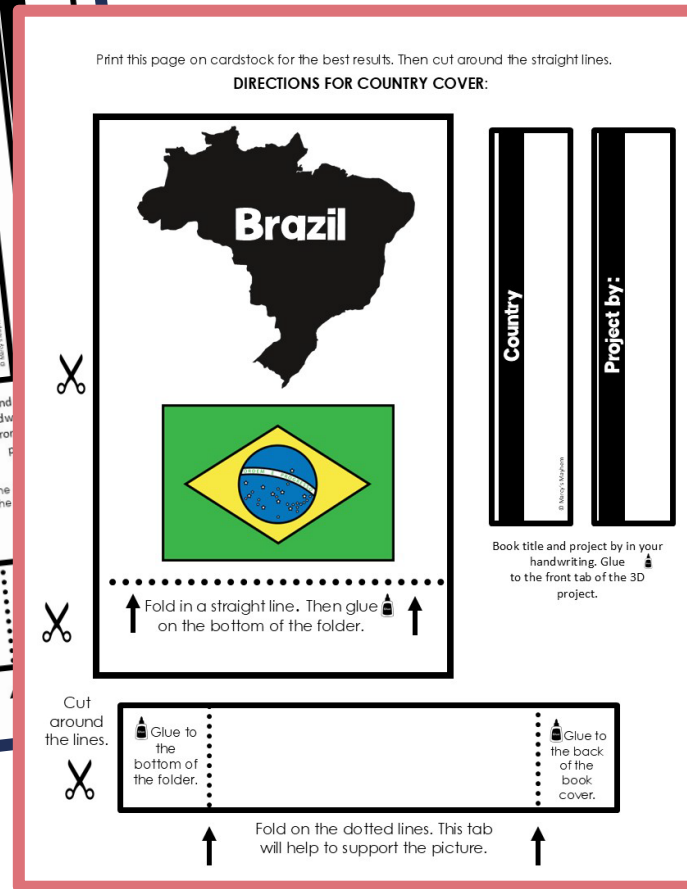 Print this page on cardstock for the best results. Then cut around the straight lines.
DIRECTIONS FOR COUNTRY COVER:
Brazil
Country
© Marcy's Mayhem
Project by:
Book title and project by in your
handwriting. Glue
to the front tab of the 3D
project.
Fold in a straight line. Then glue
on the bottom of the folder.
Cut
around
the lines.
Glue to
the
bottom of
the folder.
Glue to
the back
of the
book
cover.
Fold on the dotted lines. This tab
will help to support the picture.